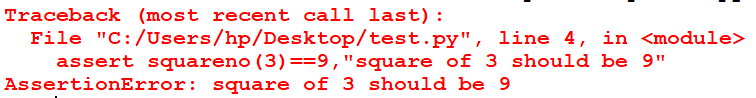 Traceback (most recent call last):
  File "C:/Users/hp/Desktop/test.py", line 4, in <module>
    assert squareno(3)==9,"square of 3 should be 9"
AssertionError: square of 3 should be 9